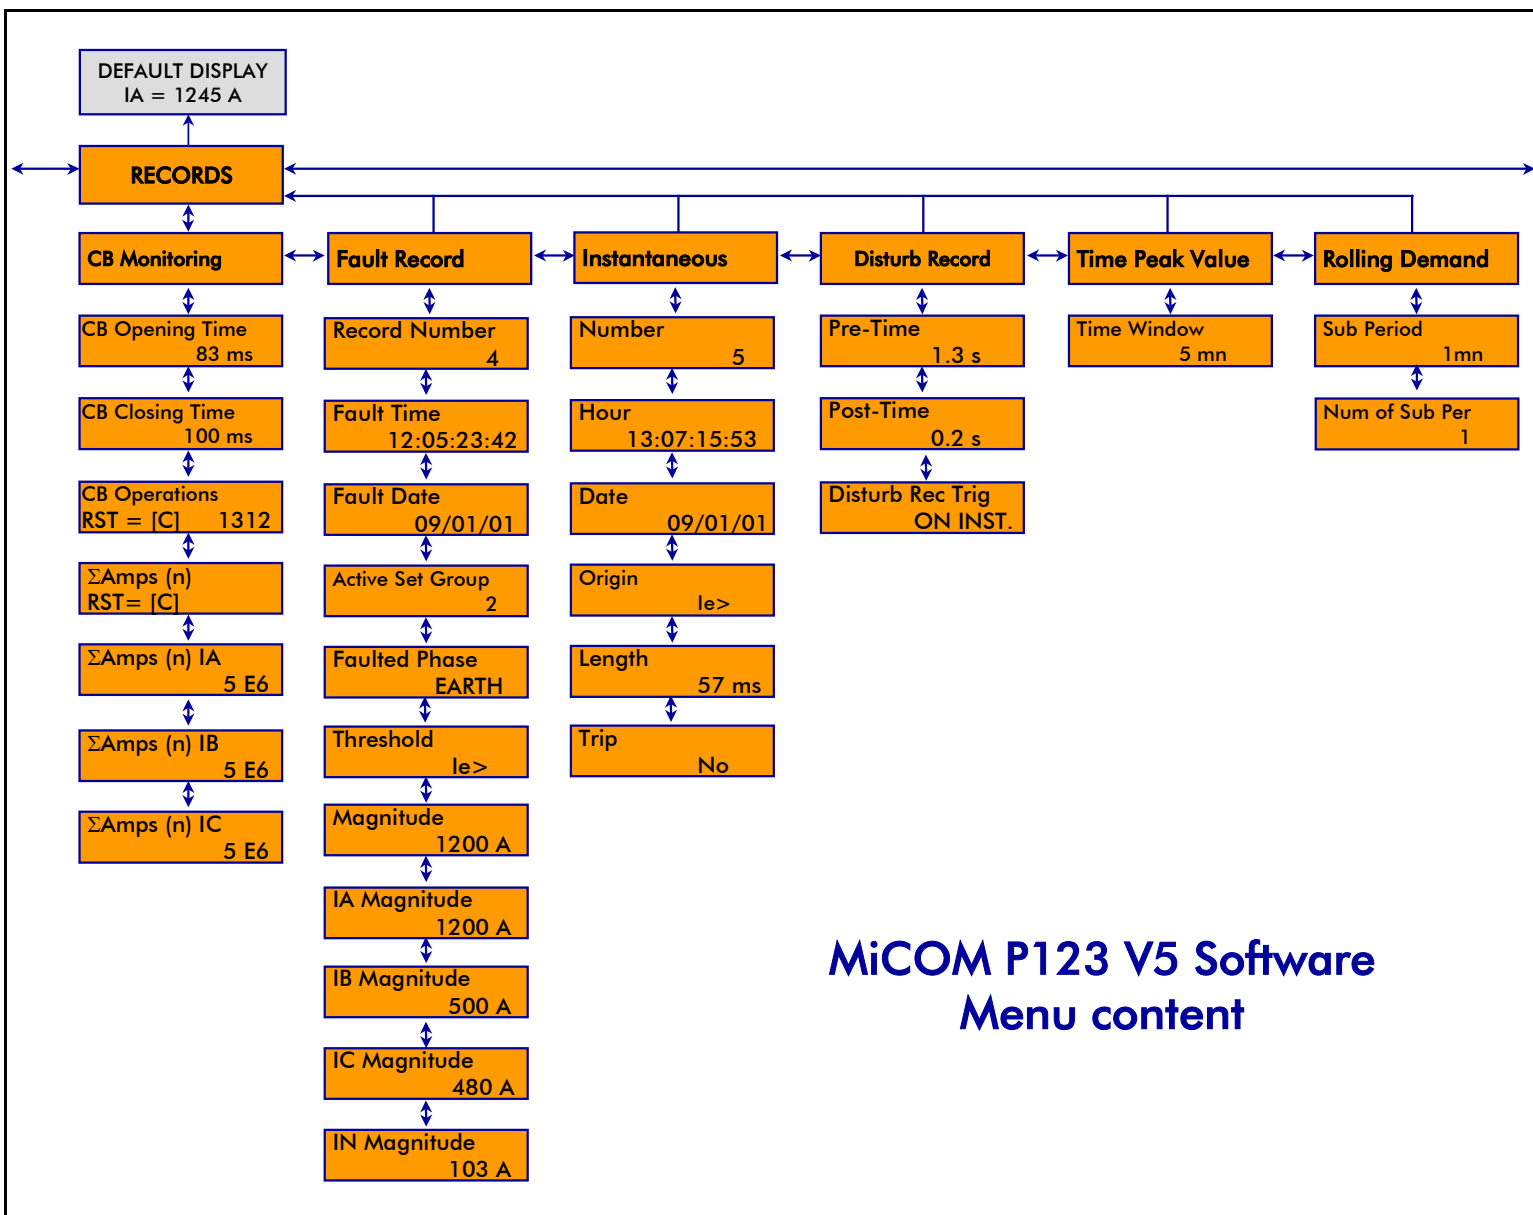 DEFAULT DISPLAY
IA = 1245 A
RECORDS
CB Monitoring
CB Opening Time
83 ms
CB Closing Time
100 ms
CB Operations
RST = [C] 1312
ΣAmps (n)
RST= [C]
ΣAmps (n) IA
5 E6
ΣAmps (n) IB
5 E6
ΣAmps (n) IC
5 E6
Fault Record
Record Number
4
Fault Time
12:05:23:42
Fault Date
09/01/01
Active Set Group
2
Faulted Phase
EARTH
Threshold
Ie>
Magnitude
1200 A
IA Magnitude
1200 A
IB Magnitude
500 A
IC Magnitude
480 A
IN Magnitude
103 A
Instantaneous
Number
5
Hour
13:07:15:53
Date
09/01/01
Origin
Ie>
Length
57 ms
Trip
No
Disturb Record
Pre-Time
1.3 s
Post-Time
0.2 s
Disturb Rec Trig
ON INST.
Time Peak Value
Time Window
5 mn
Rolling Demand
Sub Period
1mn
Num of Sub Per
1
MiCOM P123 V5 Software
Menu content